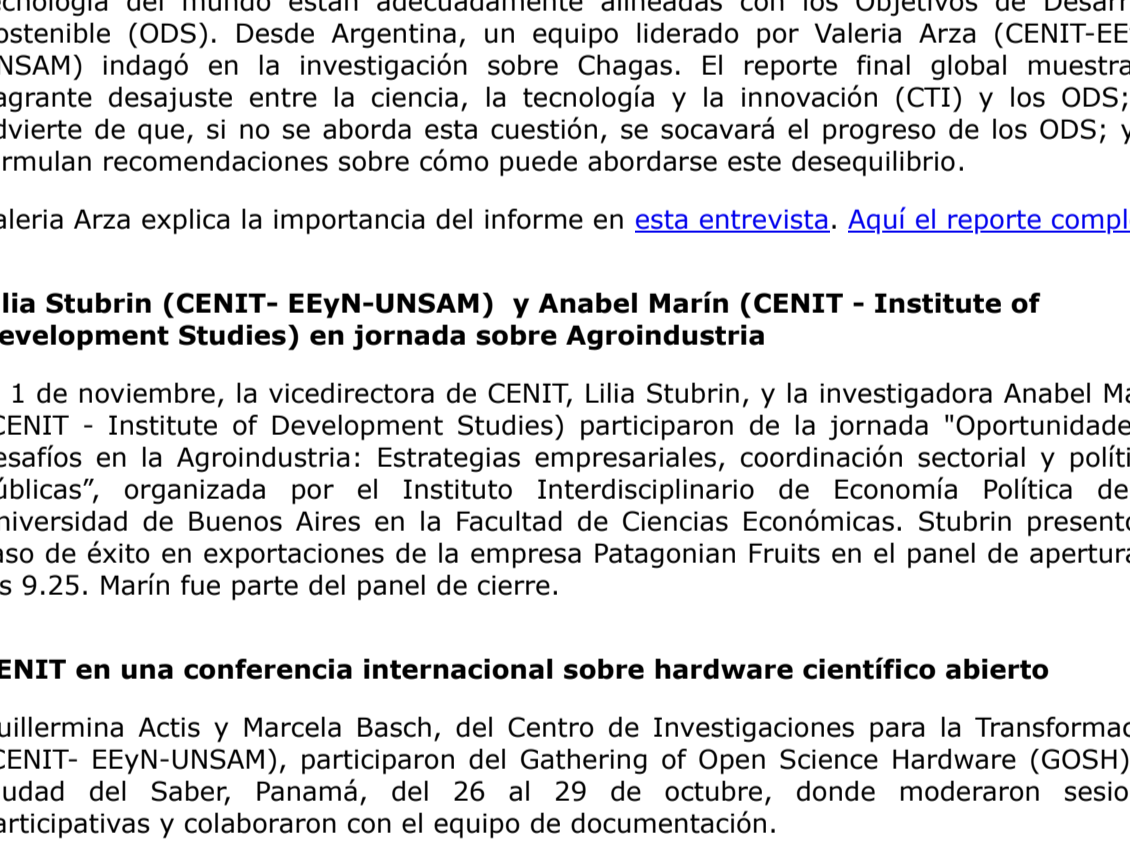 ecnología del mundo están adecuadamente alineadas con los Objetivos de Desarr
ostenible (ODS). Desde Argentina, un equipo liderado por Valeria Arza (CENIT-EE
NSAM) indagó en la investigación sobre Chagas. El reporte final global muestra
agrante desajuste entre la ciencia, la tecnología y la innovación (CTI) y los ODS;
dvierte de que, si no se aborda esta cuestión, se socavará el progreso de los ODS; y
rmulan recomendaciones sobre cómo puede abordarse este desequilibrio.
aleria Arza explica la importancia del informe en esta entrevista. Aquí el reporte compl
lia Stubrin (CENIT- EEyN-UNSAM)  y Anabel Marín (CENIT - Institute of
evelopment Studies) en jornada sobre Agroindustria
1 de noviembre, la vicedirectora de CENIT, Lilia Stubrin, y la investigadora Anabel Ma
CENIT - Institute of Development Studies) participaron de la jornada "Oportunidade
esafíos en la Agroindustria: Estrategias empresariales, coordinación sectorial y políti
úblicas”, organizada por el Instituto Interdisciplinario de Economía Política de
niversidad de Buenos Aires en la Facultad de Ciencias Económicas. Stubrin presentó
aso de éxito en exportaciones de la empresa Patagonian Fruits en el panel de apertura
s 9.25. Marín fue parte del panel de cierre.
ENIT en una conferencia internacional sobre hardware científico abierto
uillermina Actis y Marcela Basch, del Centro de Investigaciones para la Transformac
CENIT- EEyN-UNSAM), participaron del Gathering of Open Science Hardware (GOSH)
udad del Saber, Panamá, del 26 al 29 de octubre, donde moderaron sesio
articipativas y colaboraron con el equipo de documentación.